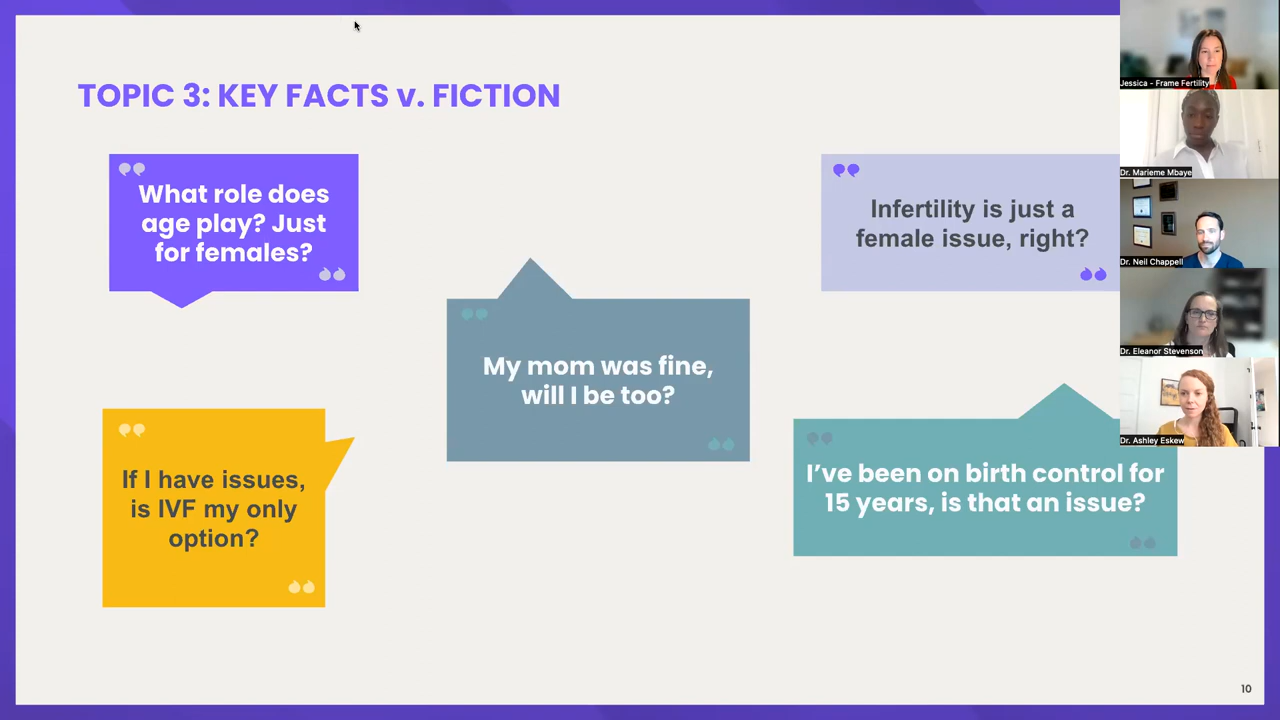 TOPIC 3: KEY FACTS v. FICTION
What role does
age play? Just
for females?
Infertility is just a
female issue, right?
My mom was fine,
will I be too?
If I have issues,
is IVF my only
option?
I’ve been on birth control for
15 years, is that an issue?
10
Jessica - Frame Fertility
Dr. Marieme Mbaye
Dr. Neil Chappell
Dr. Eleanor Stevenson
Dr. Ashley Eskew